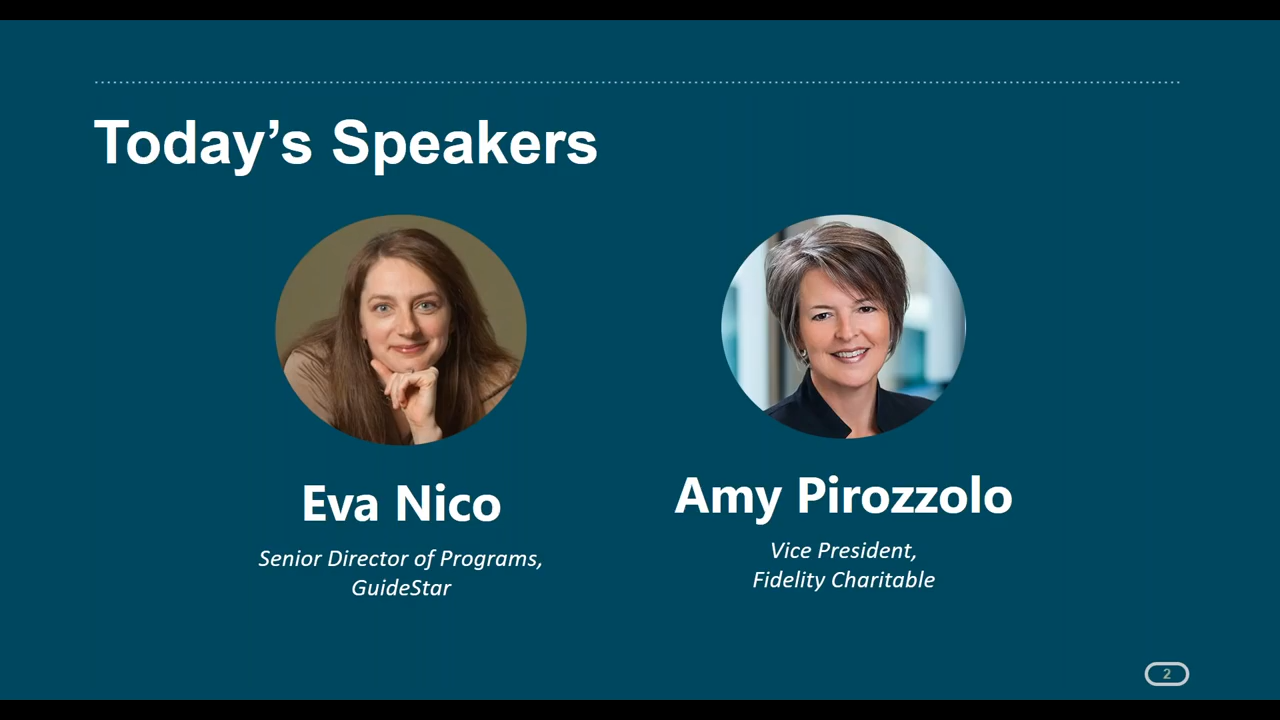 Today’s Speakers
Eva Nico
Senior Director of Programs,
GuideStar
Amy Pirozzolo
Vice President,
Fidelity Charitable
2